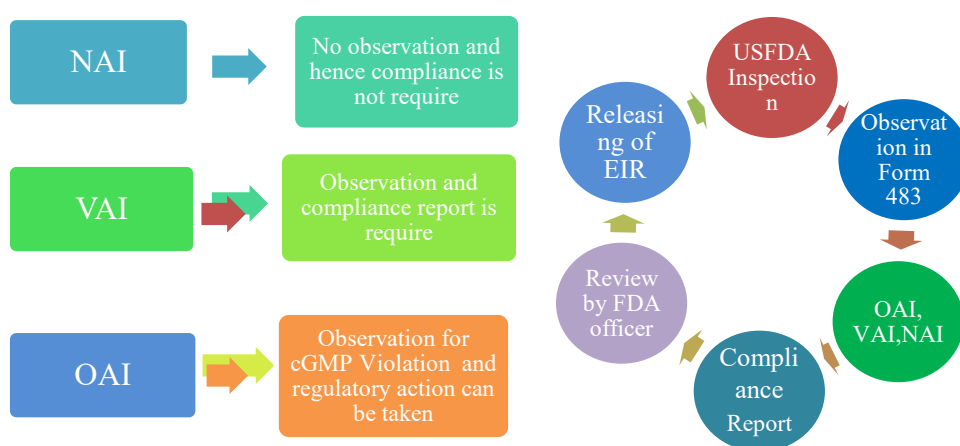 NAI
No observation and
hence compliance is
not require
VAI
Observation and
compliance report is
require
OAI
Observation for
cGMP Violation and
regulatory action can
be taken
USFDA
Inspectio
n
Observat
ion in
Form
483
OAI,
VAI,NAI
Compli
ance
Report
Review
by FDA
officer
Releasi
ng of
EIR